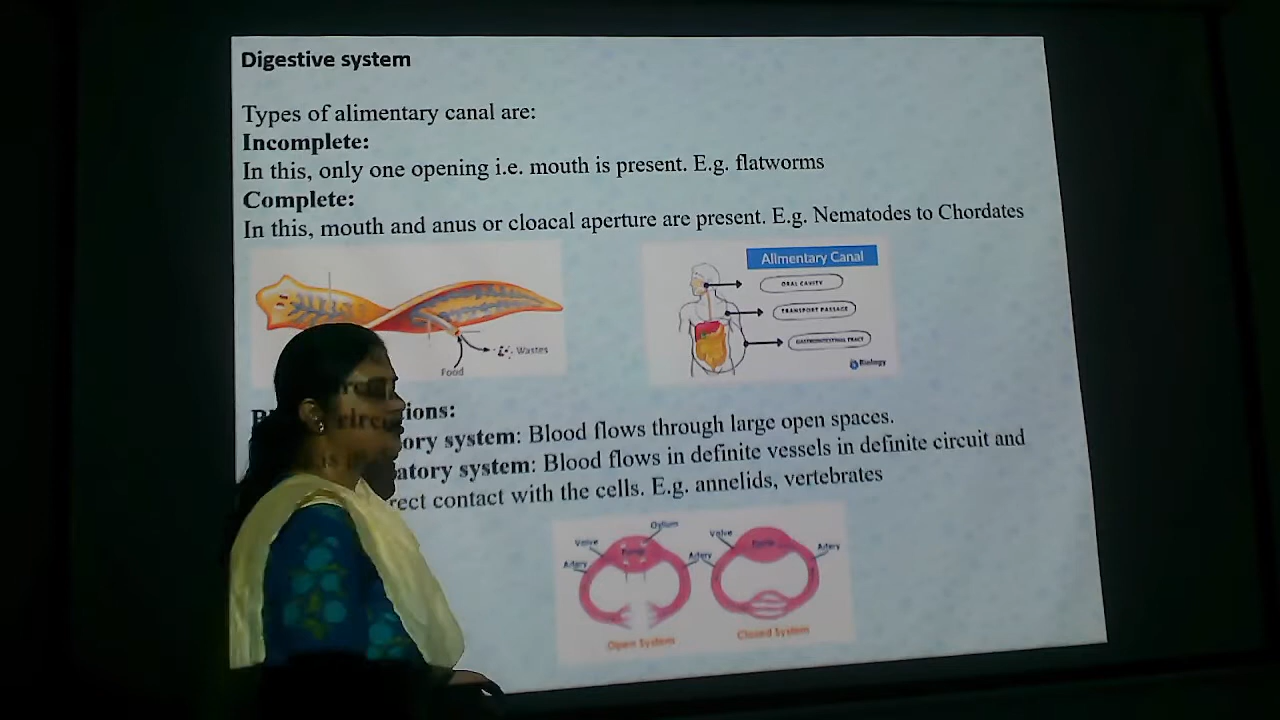 Digestive system
Types of alimentary canal are:
Incomplete:
In this, only one opening i.e. mouth is present. E.g. flatworms
Complete:
In this, mouth and anus or cloacal aperture are present. E.g. Nematodes to Chordates
Alimentary Canal
ORAL CAVITY
TRANSPORT PASSAGE
GASTROINTESTINAL TRACT
Biology
Wastes
Food
ions:
ory system: Blood flows through large open spaces.
atory system: Blood flows in definite vessels in definite circuit and
rect contact with the cells. E.g. annelids, vertebrates
Ostium
Valve
Artery
Artery
Valve
Artery
Open System
Closed System